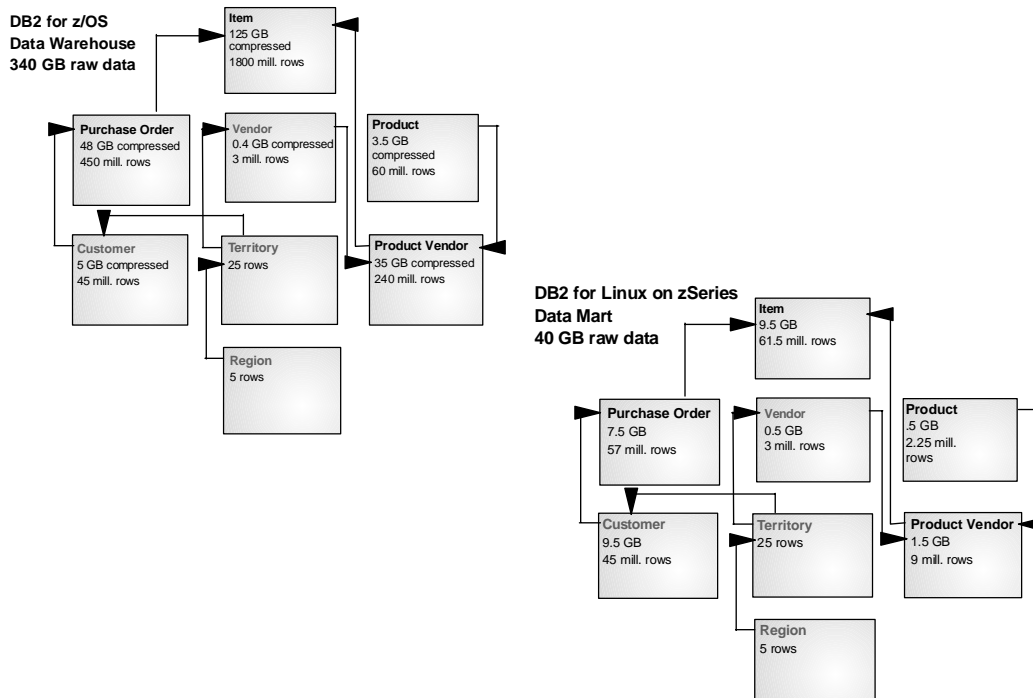 DB2 for z/OS
Data Warehouse
340 GB raw data
Item
125 GB
compressed
1800 mill. rows
Purchase Order
48 GB compressed
450 mill. rows
Vendor
0.4 GB compressed
3 mill. rows
Product
3.5 GB
compressed
60 mill. rows
Customer
5 GB compressed
45 mill. rows
Territory
25 rows
Product Vendor
35 GB compressed
240 mill. rows
Region
5 rows
DB2 for Linux on zSeries
Data Mart
40 GB raw data
Item
9.5 GB
61.5 mill. rows
Purchase Order
7.5 GB
57 mill. rows
Vendor
0.5 GB
3 mill. rows
Product
.5 GB
2.25 mill.
rows
Customer
9.5 GB
45 mill. rows
Territory
25 rows
Product Vendor
1.5 GB
9 mill. rows
Region
5 rows